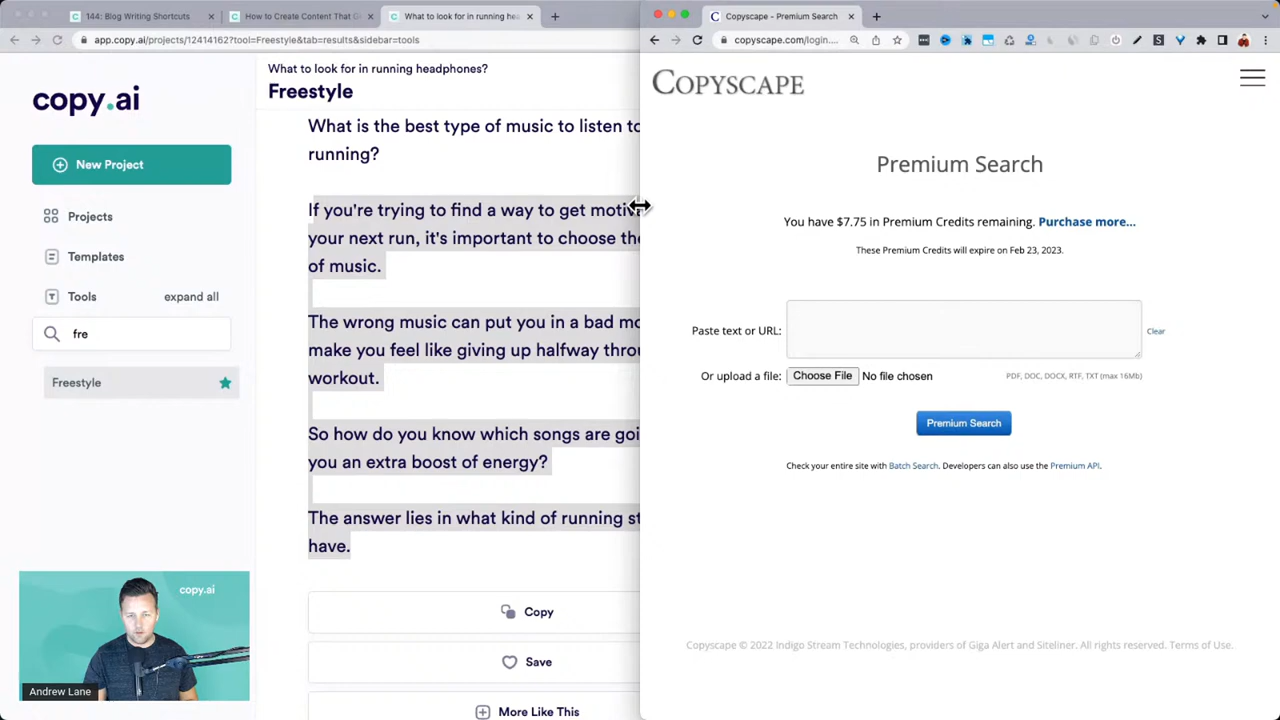 144: Blog Writing Shortcuts
How to Create Content That G
What to look for in running hea
app.copy.ai/projects/12414162?tool=Freestyle&tab=results&sidebar=tools
copy.ai
New Project
Projects
Templates
Tools
expand all
fre
Freestyle
copy.ai
Andrew Lane
What to look for in running headphones?
Freestyle
What is the best type of music to listen to
running?
If you're trying to find a way to get motiv
your next run, it's important to choose the
of music.
The wrong music can put you in a bad mo
make you feel like giving up halfway throu
workout.
So how do you know which songs are goi
you an extra boost of energy?
The answer lies in what kind of running st
have.
Copy
Save
More Like This
Copyscape - Premium Search
copyscape.com/login...
COPYSCAPE
Premium Search
You have $7.75 in Premium Credits remaining. Purchase more...
These Premium Credits will expire on Feb 23, 2023.
Paste text or URL:
Clear
Or upload a file:
Choose File No file chosen
PDF, DOC, DOCX, RTF, TXT (max 16Mb)
Premium Search
Check your entire site with Batch Search. Developers can also use the Premium API.
Copyscape © 2022 Indigo Stream Technologies, providers of Giga Alert and Siteliner. All rights reserved. Terms of Use.